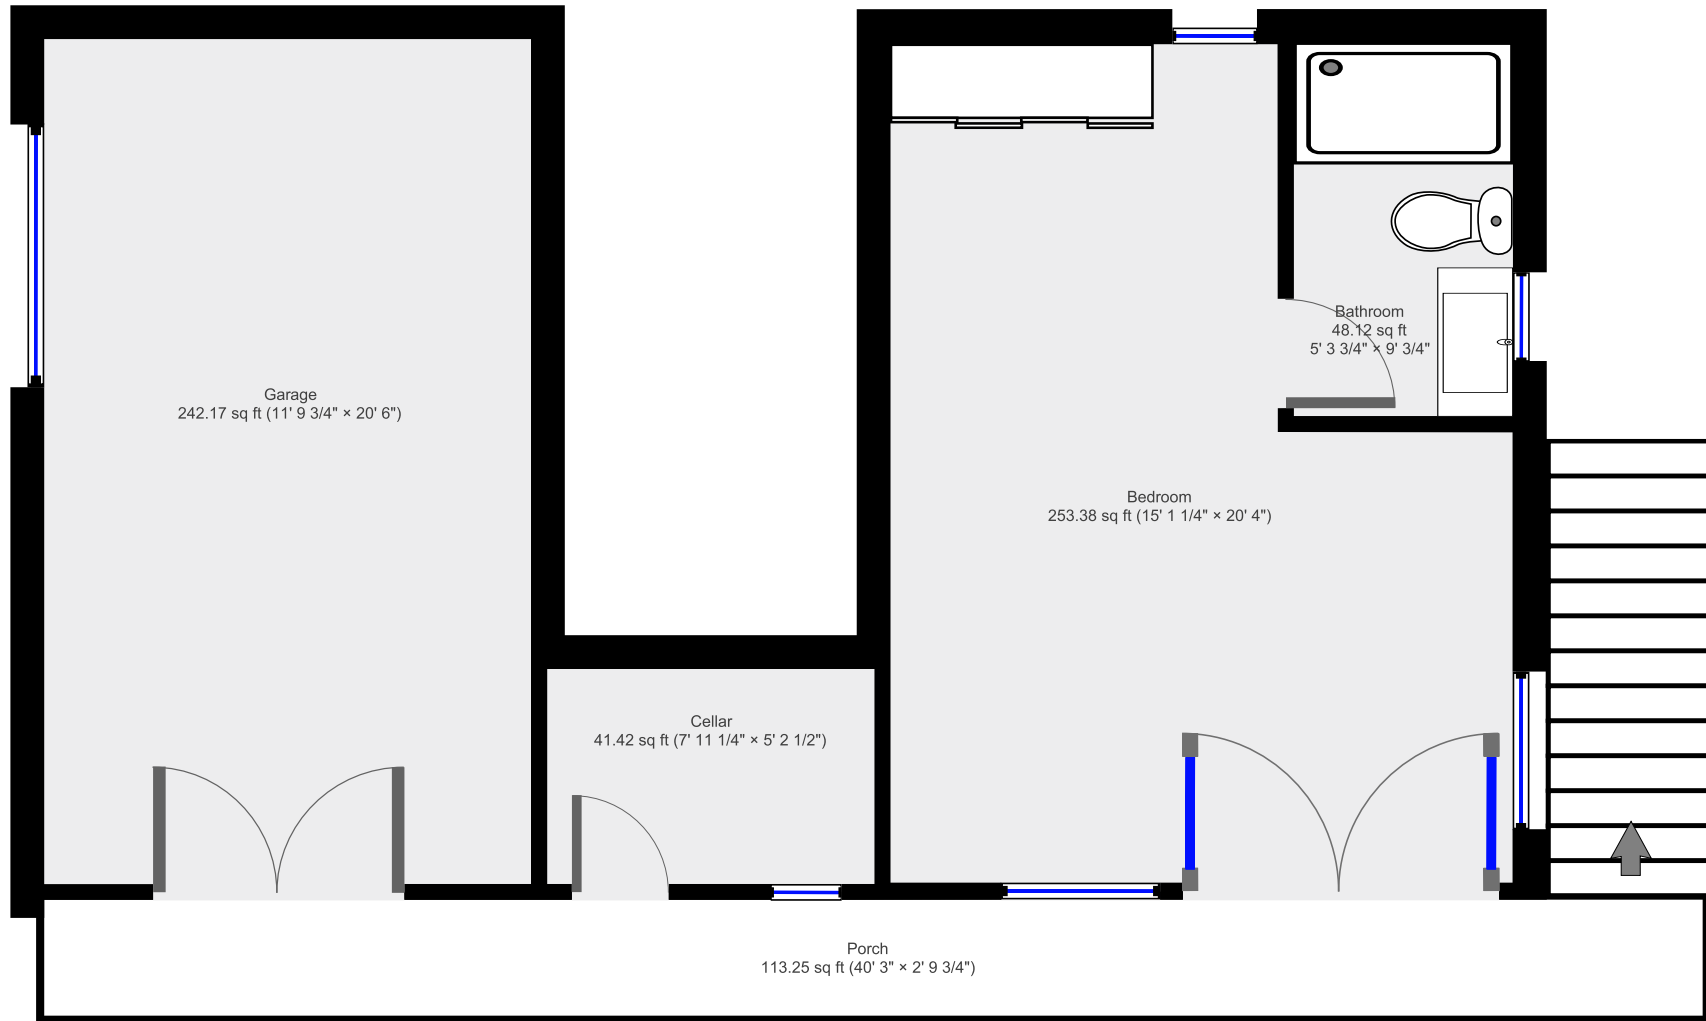 Bathroom
48.12 sq ft
5' 3 3/4" × 9' 3/4"
Garage
242.17 sq ft (11' 9 3/4" × 20' 6")
Bedroom
253.38 sq ft (15' 1 1/4" × 20' 4")
Cellar
41.42 sq ft (7' 11 1/4" × 5' 2 1/2")
Porch
113.25 sq ft (40' 3" × 2' 9 3/4")